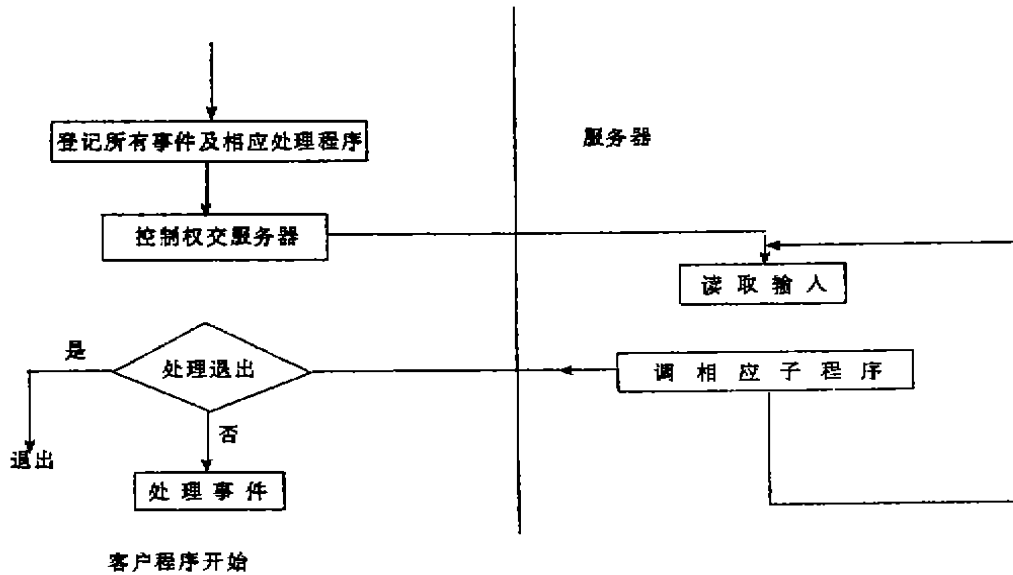 登记所有事件及相应处理程序
服务器
控制权交服务器
读取输人
是
处理退出
调相应子程序
否
退出
处理事件
客户程序开始